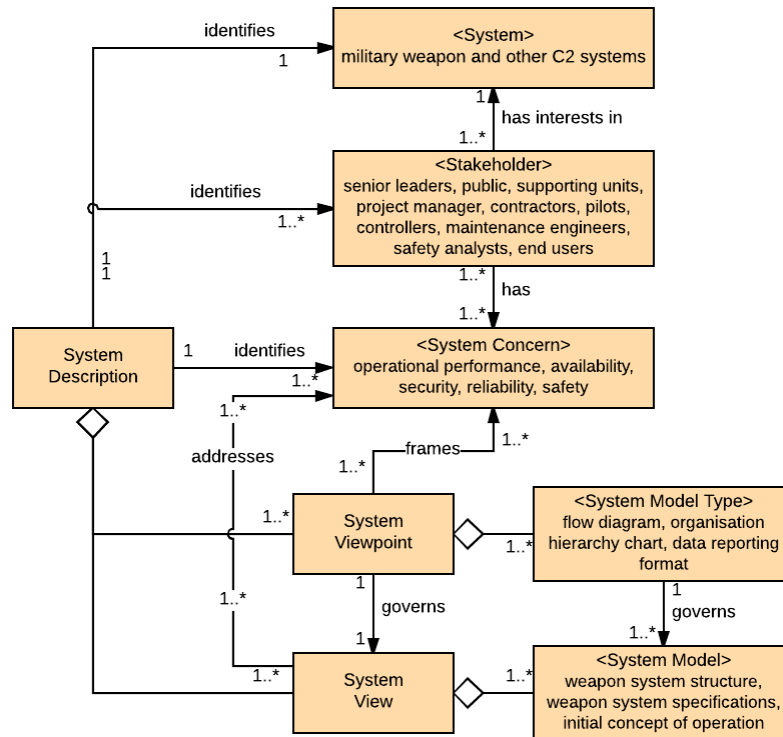 identifies
1
<System>
military weapon and other C2 systems
1
has interests in
1..*
identifies
1..*
<Stakeholder>
senior leaders, public, supporting units,
project manager, contractors, pilots,
controllers, maintenance engineers,
safety analysts, end users
1
1
1..*
has
1..*
System
Description
1
identifies
1..*
<System Concern>
operational performance, availability,
security, reliability, safety
1..*
addresses
1..*
frames
1..*
1..*
System
Viewpoint
1..*
<System Model Type>
flow diagram, organisation
hierarchy chart, data reporting
format
1
governs
1
1..*
1..*
System
View
1
governs
1..*
1..*
<System Model>
weapon system structure,
weapon system specifications,
initial concept of operation